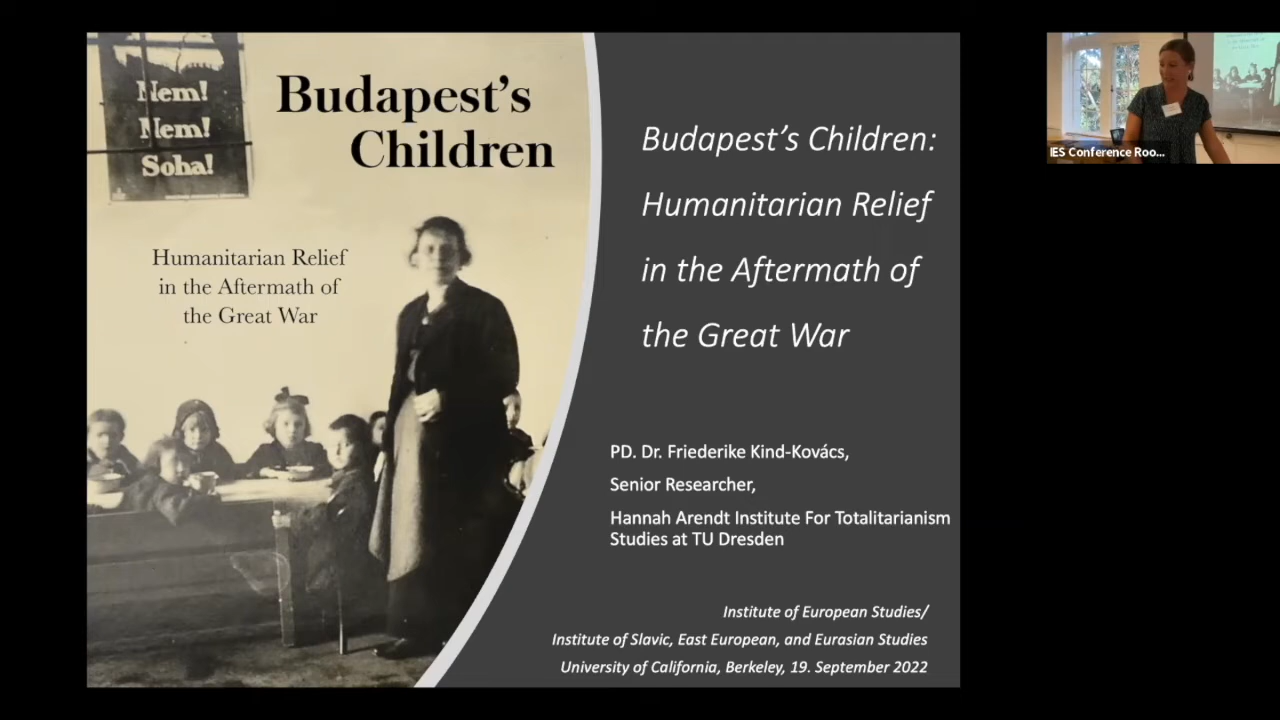 Nem!
Nem!
Soha!
Budapest's
Children
Humanitarian Relief
in the Aftermath of
the Great War
Budapest's Children:
Humanitarian Relief
in the Aftermath of
the Great War
PD. Dr. Friederike Kind-Kovács,
Senior Researcher,
Hannah Arendt Institute For Totalitarianism
Studies at TU Dresden
Institute of European Studies/
Institute of Slavic, East European, and Eurasian Studies
University of California, Berkeley, 19. September 2022
IES Conference Roo...